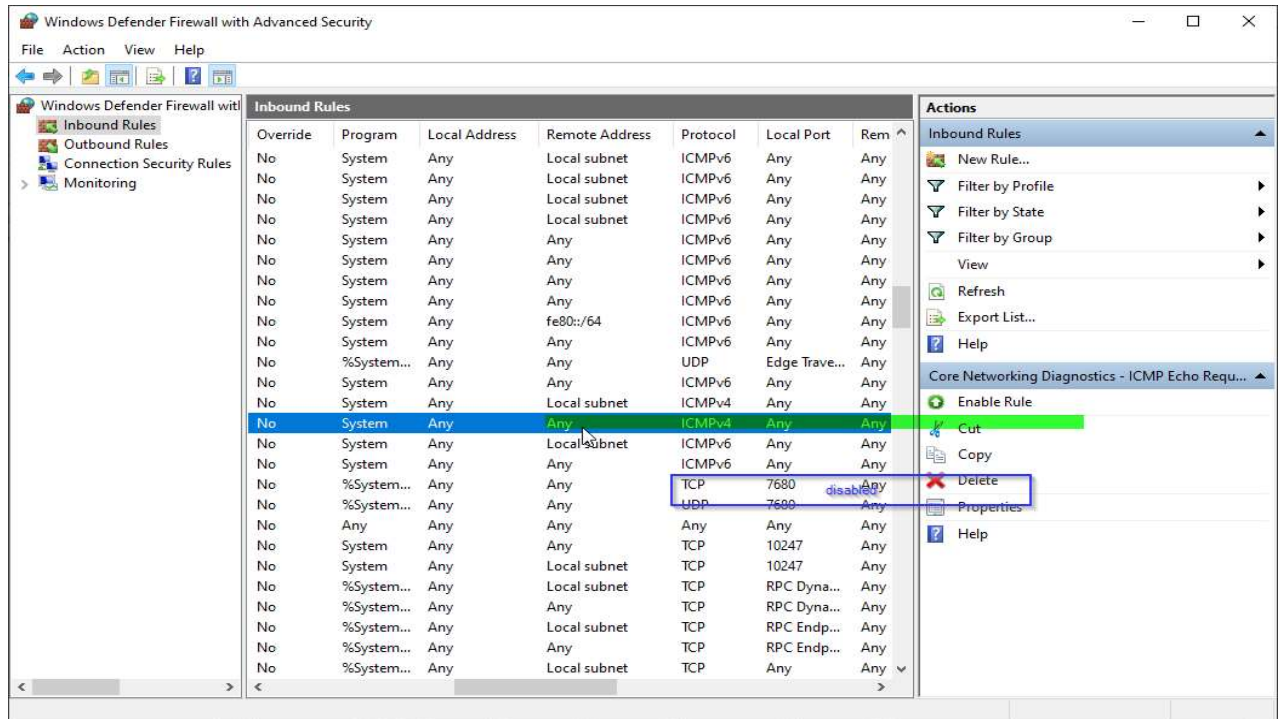 Windows Defender Firewall with Advanced Security
File Action View Help
Windows Defender Firewall witl
Inbound Rules
Outbound Rules
Connection Security Rules
Monitoring
Inbound Rules
Override Program Local Address Remote Address Protocol Local Port Rem
No System Any Local subnet ICMPv6 Any Any
No System Any Local subnet ICMPv6 Any Any
No System Any Local subnet ICMPv6 Any Any
No System Any Local subnet ICMPv6 Any Any
No System Any Any ICMPv6 Any Any
No System Any Any ICMPv6 Any Any
No System Any Any ICMPv6 Any Any
No System Any Any ICMPv6 Any Any
No System Any fe80::/64 ICMPv6 Any Any
No System Any Any ICMPv6 Any Any
No %System... Any Any UDP Edge Trave... Any
No System Any Any ICMPv6 Any Any
No System Any Local subnet ICMPv4 Any Any
No System Any Any ICMPv4 Any Any
No System Any Local subnet ICMPv6 Any Any
No System Any Any ICMPv6 Any Any
No %System... Any Any TCP 7680 disabled Any
No %System... Any Any UDP 7680 Any
No Any Any Any Any Any Any
No System Any Any TCP 10247 Any
No System Any Local subnet TCP 10247 Any
No %System... Any Local subnet TCP RPC Dyna... Any
No %System... Any Any TCP RPC Dyna... Any
No %System... Any Local subnet TCP RPC Endp... Any
No %System... Any Any TCP RPC Endp... Any
No %System... Any Local subnet TCP Any Any
Actions
Inbound Rules
New Rule...
Filter by Profile
Filter by State
Filter by Group
View
Refresh
Export List...
Help
Core Networking Diagnostics - ICMP Echo Requ...
Enable Rule
Cut
Copy
Delete
Properties
Help